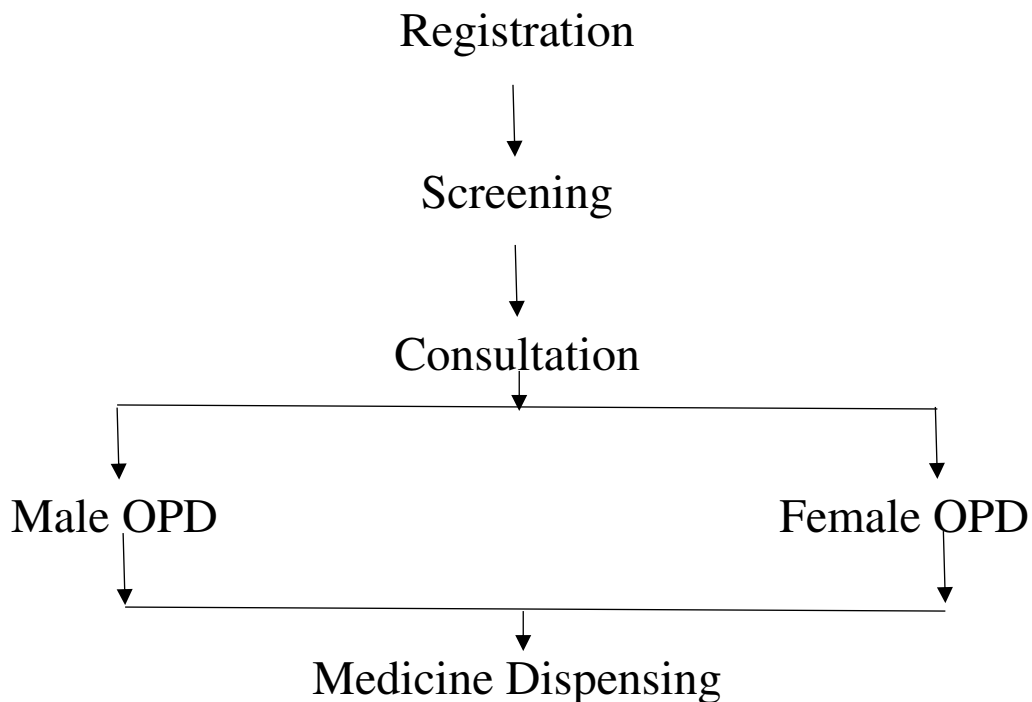 Registration
Screening
Consultation
Male OPD
Female OPD
Medicine Dispensing